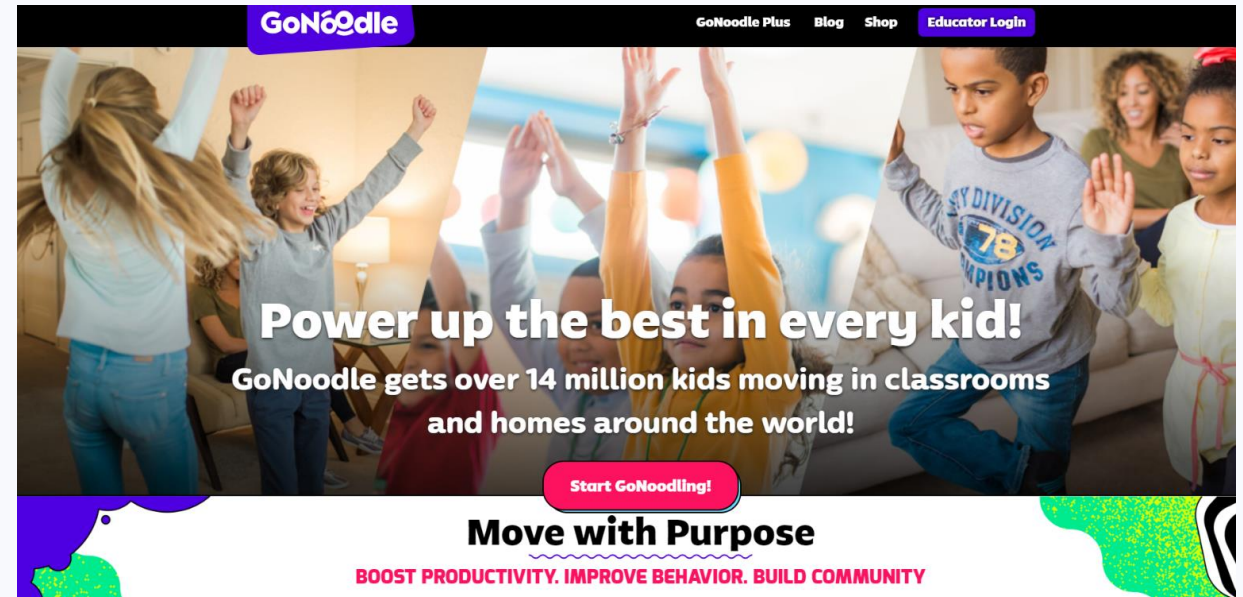 GoNoodle
GoNoodle Plus Blog Shop Educator Login
78
Power up the best in every kid!
GoNoodle gets over 14 million kids moving in classrooms
and homes around the world!
Start GoNoodling!
Move with Purpose
BOOST PRODUCTIVITY. IMPROVE BEHAVIOR. BUILD COMMUNITY